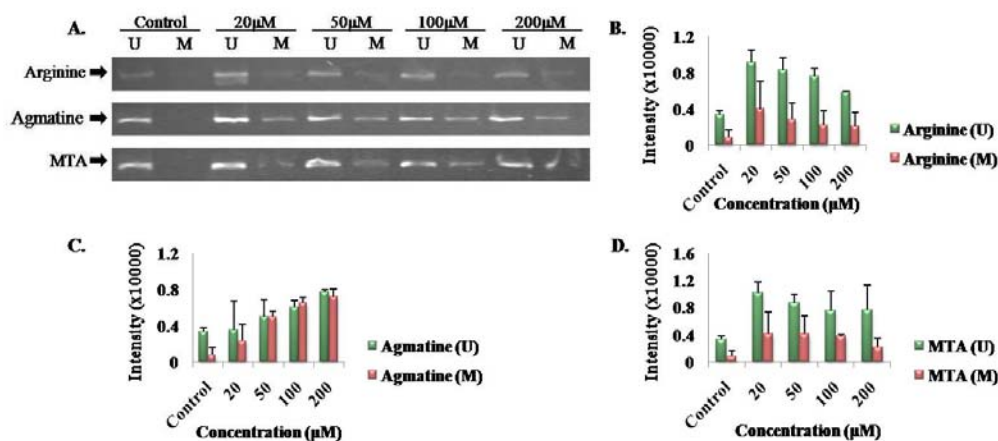 A.
Control 20μM 50μM 100μM 200μM
U M U M U M U M U M
Arginine
Agmatine
MTA
B.
Intensity (x10000)
1.2
0.8
0.4
0
Control 20 50 100 200
Concentration (μM)
Arginine (U)
Arginine (M)
C.
Intensity (x10000)
1.2
0.8
0.4
0
Control 20 50 100 200
Concentration (μM)
Agmatine (U)
Agmatine (M)
D.
Intensity (x10000)
1.6
1.2
0.8
0.4
0
Control 20 50 100 200
Concentration (μM)
MTA (U)
MTA (M)